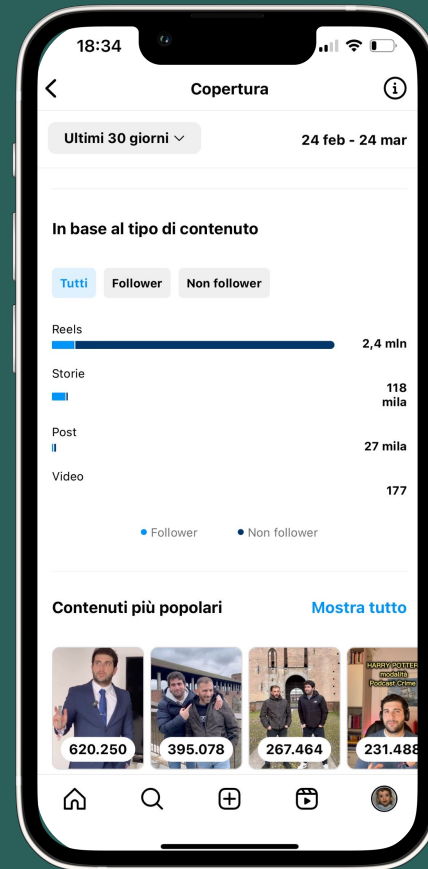 18:34
Copertura
Ultimi 30 giorni
24 feb - 24 mar
In base al tipo di contenuto
Tutti
Follower
Non follower
Reels
2,4 mln
Storie
118
mila
Post
27 mila
Video
177
Follower
Non follower
Contenuti più popolari
Mostra tutto
HARRY POTTER
modalità
Podcast Crime
620.250
395.078
267.464
231.488